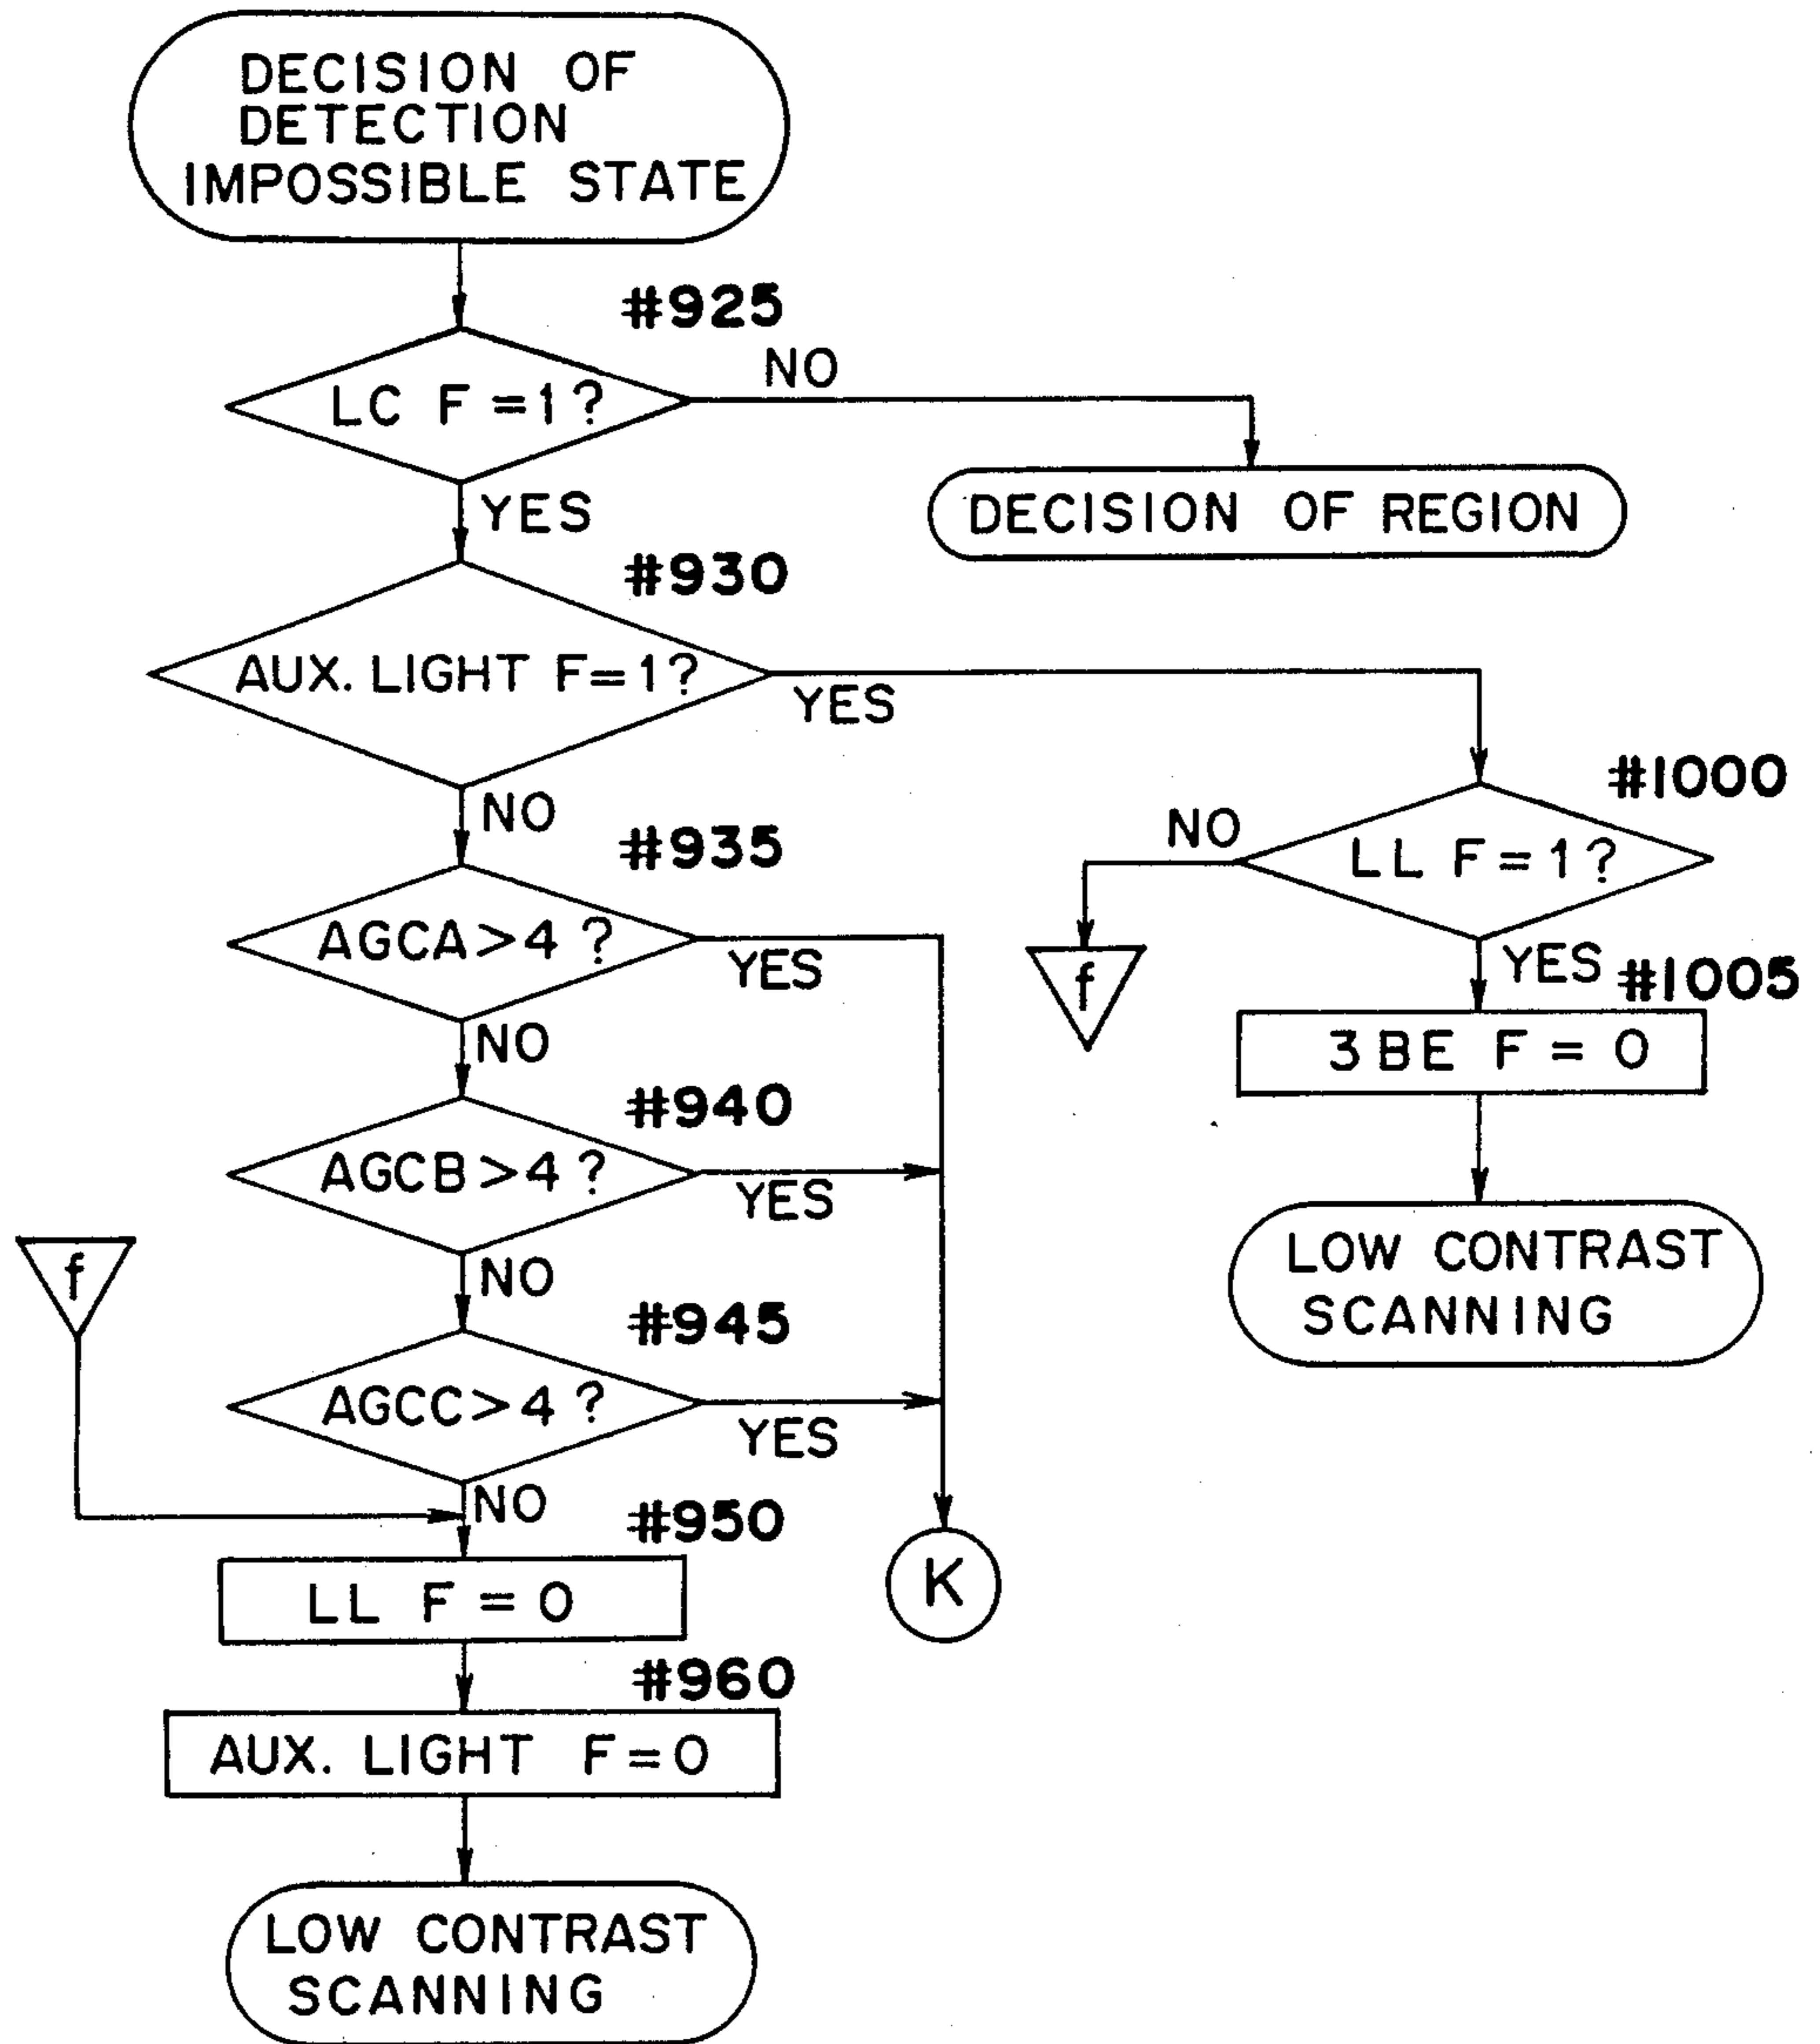 DECISION OF
DETECTION
IMPOSSIBLE STATE
#925
LC F=1?
NO
YES
DECISION OF REGION
#930
AUX. LIGHT F=1?
YES
NO
#1000
LL F=1?
NO
YES
f
#1005
3BE F = 0
LOW CONTRAST
SCANNING
#935
AGCA>4 ?
YES
NO
#940
AGCB>4 ?
YES
NO
f
#945
AGCC>4 ?
YES
NO
K
#950
LL F = 0
#960
AUX. LIGHT F=0
LOW CONTRAST
SCANNING